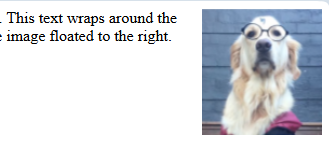 This text wraps around the
image floated to the right.